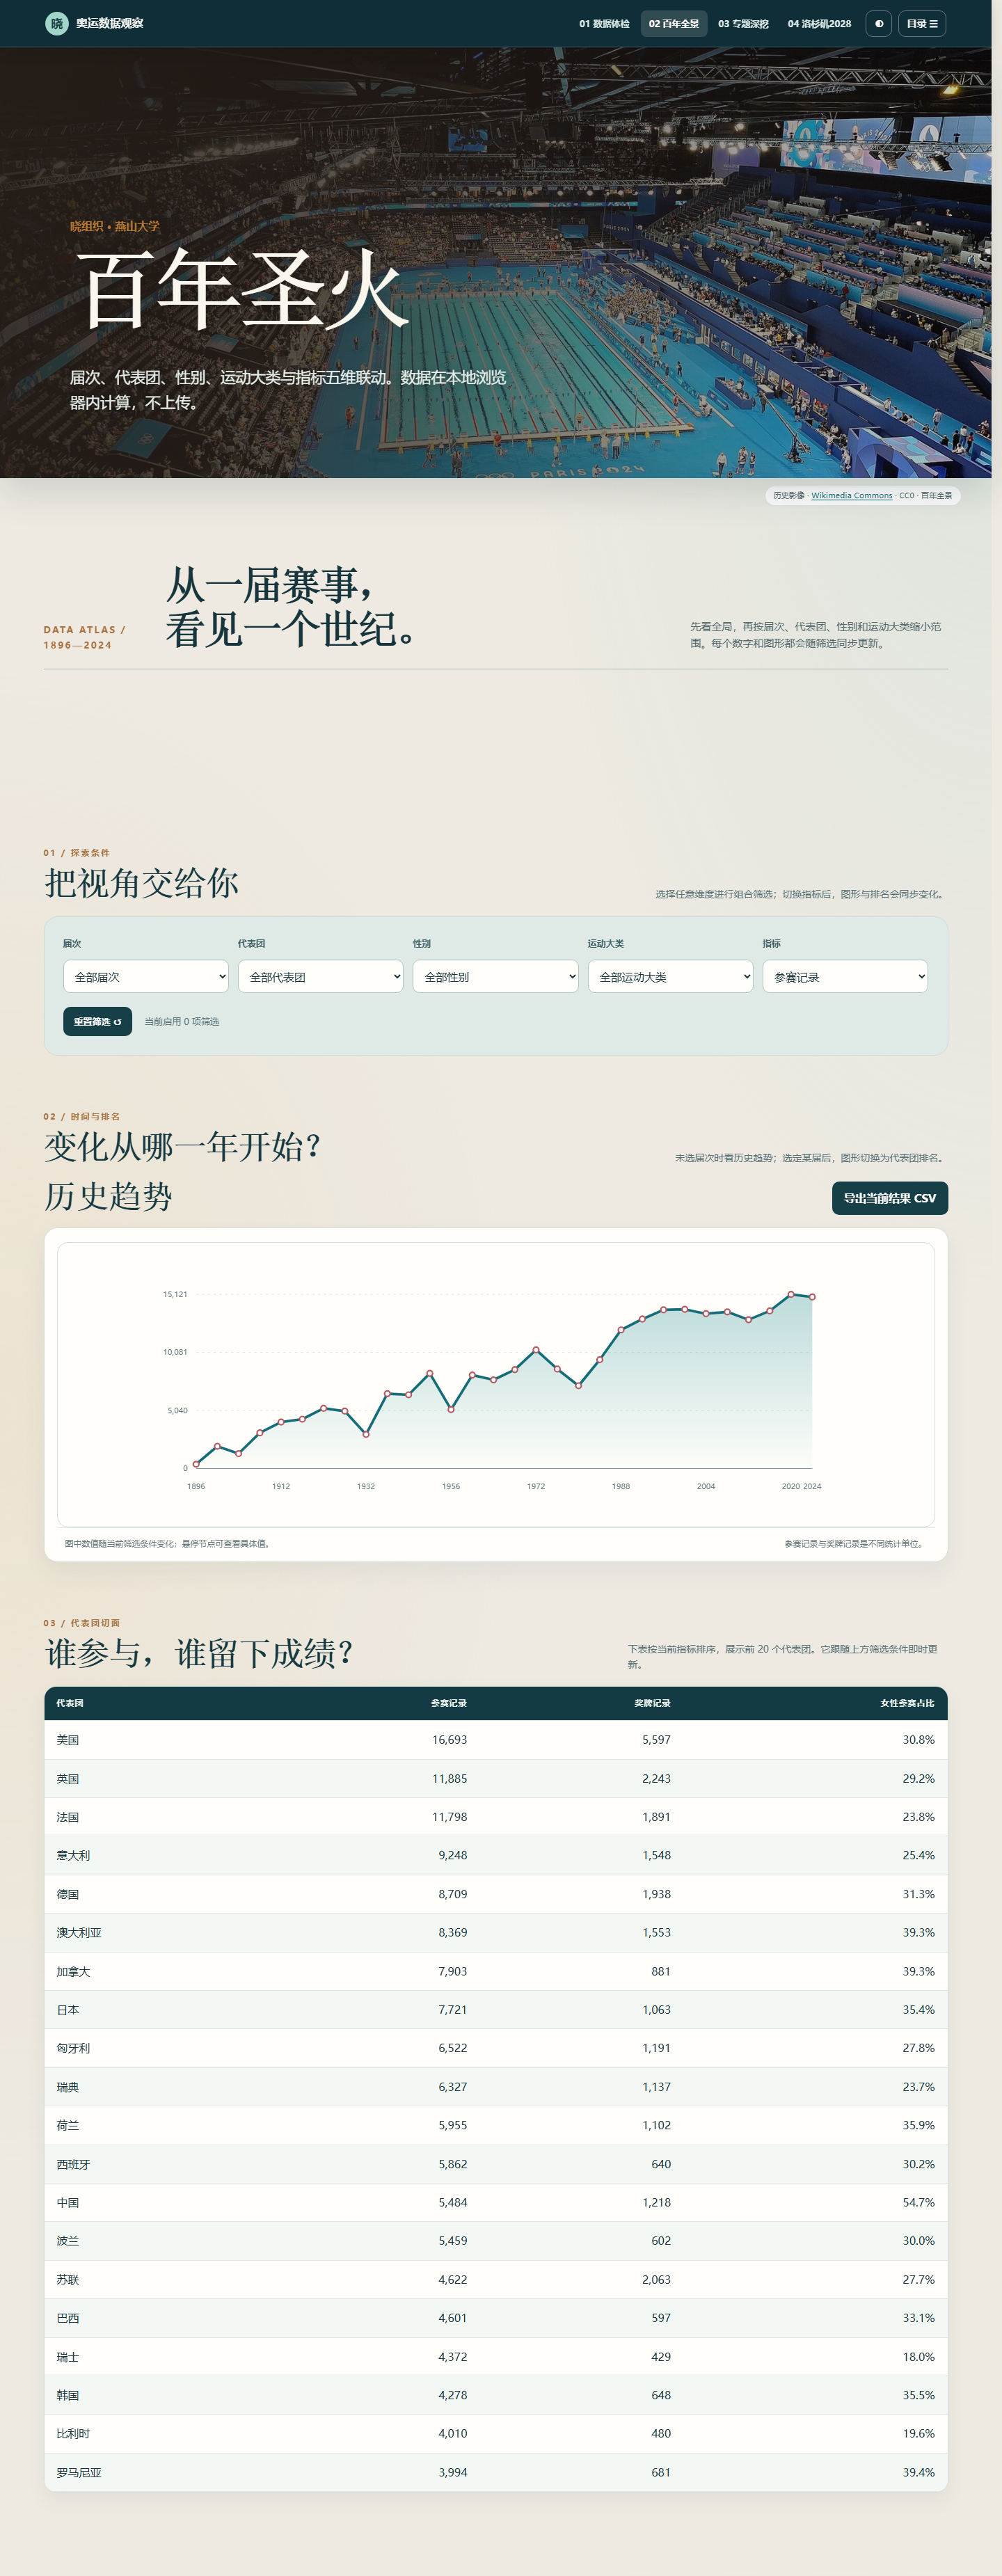 晓 奥运数据观察 01 数据体检 02 百年全景 03 专题深挖 04 洛杉矶2028 目录 ☰
晓组织 • 燕山大学
百年圣火
届次、代表团、性别、运动大类与指标五维联动。数据在本地浏览
器内计算，不上传。
PARIS 2024
历史影像 · Wikimedia Commons · CC0 · 百年全景
DATA ATLAS /
1896—2024
从一届赛事，
看见一个世纪。
先看全局，再按届次、代表团、性别和运动大类缩小范
围。每个数字和图形都会随筛选同步更新。
01 / 探索条件
把视角交给你
选择任意维度进行组合筛选；切换指标后，图形与排名会同步变化。
届次 代表团 性别 运动大类 指标
全部届次 全部代表团 全部性别 全部运动大类 参赛记录
重置筛选 ↺ 当前启用 0 项筛选
02 / 时间与排名
变化从哪一年开始？
未选届次时看历史趋势；选定某届后，图形切换为代表团排名。
历史趋势
导出当前结果 CSV
15,121
10,081
5,040
0
1896 1912 1932 1956 1972 1988 2004 2020 2024
图中数值随当前筛选条件变化；悬停节点可查看具体值。
参赛记录与奖牌记录是不同统计单位。
03 / 代表团切面
谁参与，谁留下成绩？
下表按当前指标排序，展示前 20 个代表团。它跟随上方筛选条件即时更
新。
代表团 参赛记录 奖牌记录 女性参赛占比
美国 16,693 5,597 30.8%
英国 11,885 2,243 29.2%
法国 11,798 1,891 23.8%
意大利 9,248 1,548 25.4%
德国 8,709 1,938 31.3%
澳大利亚 8,369 1,553 39.3%
加拿大 7,903 881 39.3%
日本 7,721 1,063 35.4%
匈牙利 6,522 1,191 27.8%
瑞典 6,327 1,137 23.7%
荷兰 5,955 1,102 35.9%
西班牙 5,862 640 30.2%
中国 5,484 1,218 54.7%
波兰 5,459 602 30.0%
苏联 4,622 2,063 27.7%
巴西 4,601 597 33.1%
瑞士 4,372 429 18.0%
韩国 4,278 648 35.5%
比利时 4,010 480 19.6%
罗马尼亚 3,994 681 39.4%